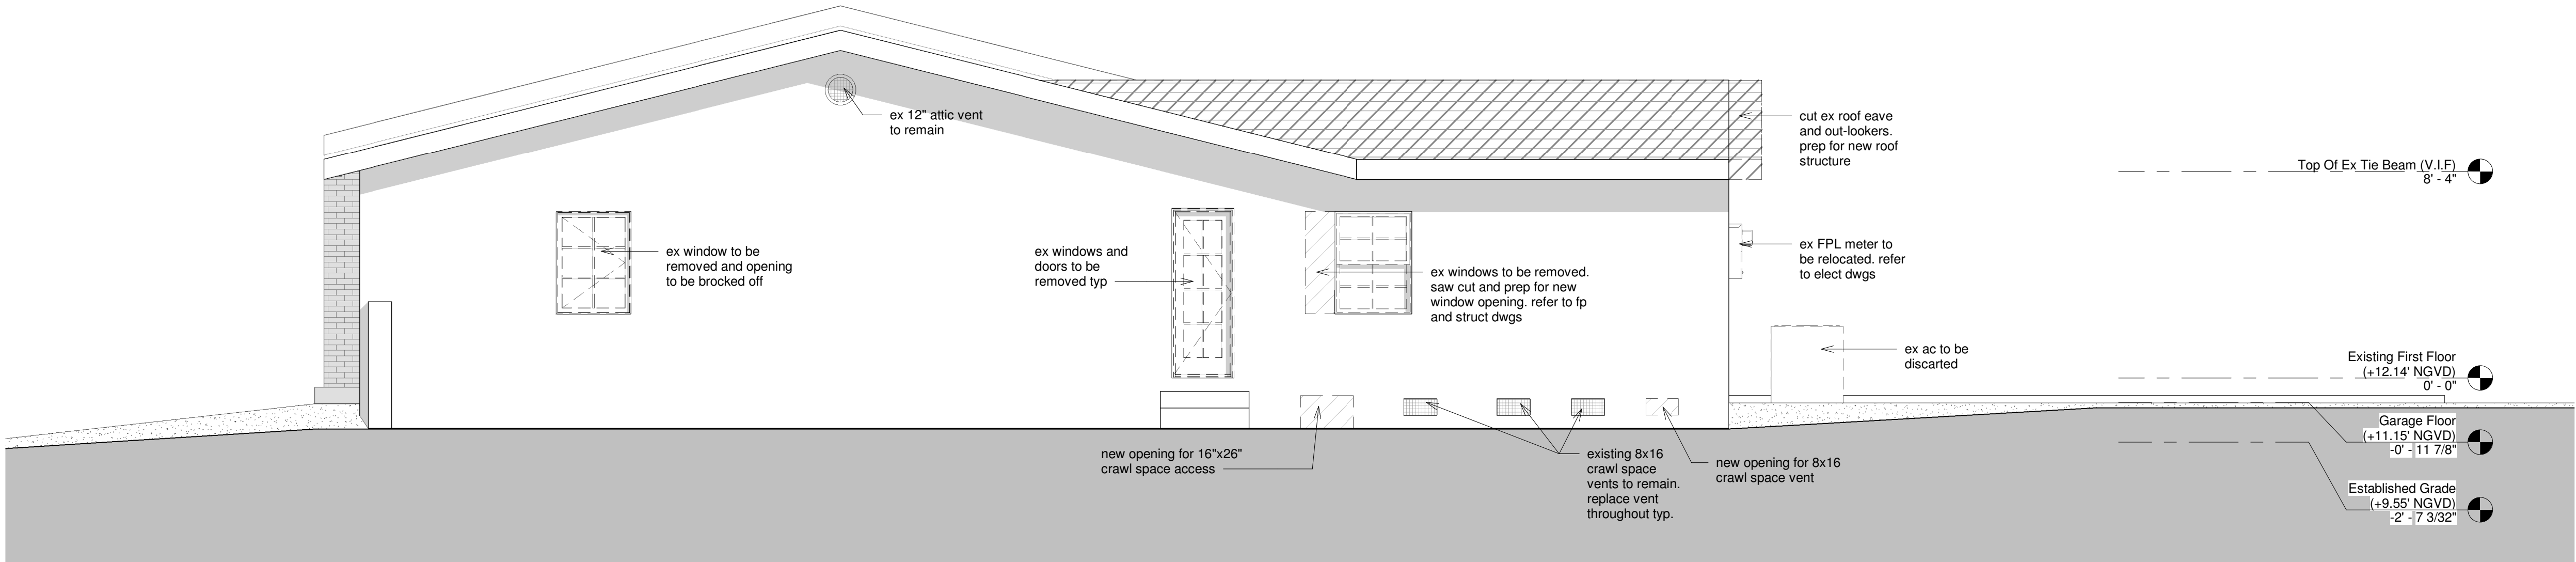 ex 12" attic vent
to remain
cut ex roof eave
and out-lookers.
prep for new roof
structure
Top Of Ex Tie Beam (V.I.F)
8' - 4"
ex window to be
removed and opening
to be brocked off
ex windows and
doors to be
removed typ
ex windows to be removed.
saw cut and prep for new
window opening. refer to fp
and struct dwgs
ex FPL meter to
be relocated. refer
to elect dwgs
ex ac to be
discarted
Existing First Floor
(+12.14' NGVD)
0' - 0"
Garage Floor
(+11.15' NGVD)
-0' - 11 7/8"
new opening for 16"x26"
crawl space access
existing 8x16
crawl space
vents to remain.
replace vent
throughout typ.
new opening for 8x16
crawl space vent
Established Grade
(+9.55' NGVD)
-2' - 7 3/32"